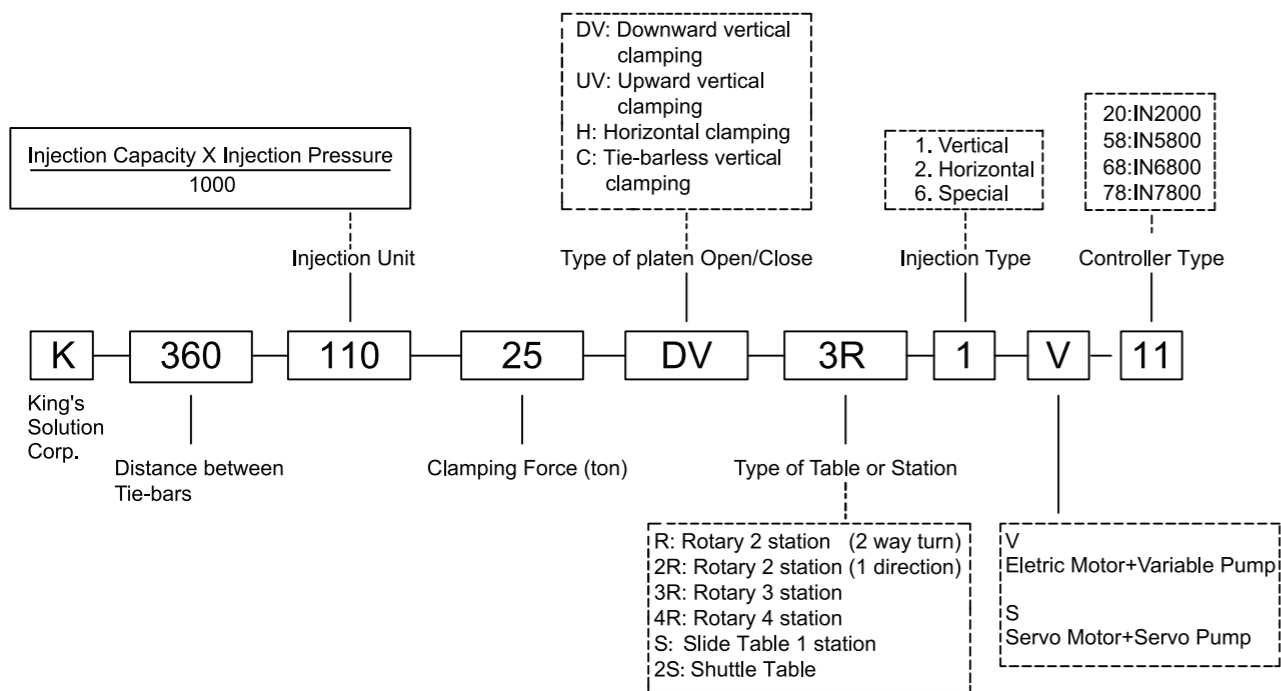 DV: Downward vertical
clamping
UV: Upward vertical
clamping
H: Horizontal clamping
C: Tie-barless vertical
clamping
20:IN2000
58:IN5800
68:IN6800
78:IN7800
1. Vertical
2. Horizontal
6. Special
Injection Capacity X Injection Pressure
1000
Injection Unit
Type of platen Open/Close
Injection Type
Controller Type
K
360
110
25
DV
3R
1
V
11
King's
Solution
Corp.
Distance between
Tie-bars
Clamping Force (ton)
Type of Table or Station
R: Rotary 2 station (2 way turn)
2R: Rotary 2 station (1 direction)
3R: Rotary 3 station
4R: Rotary 4 station
S: Slide Table 1 station
2S: Shuttle Table
V
Eletric Motor+Variable Pump
S
Servo Motor+Servo Pump